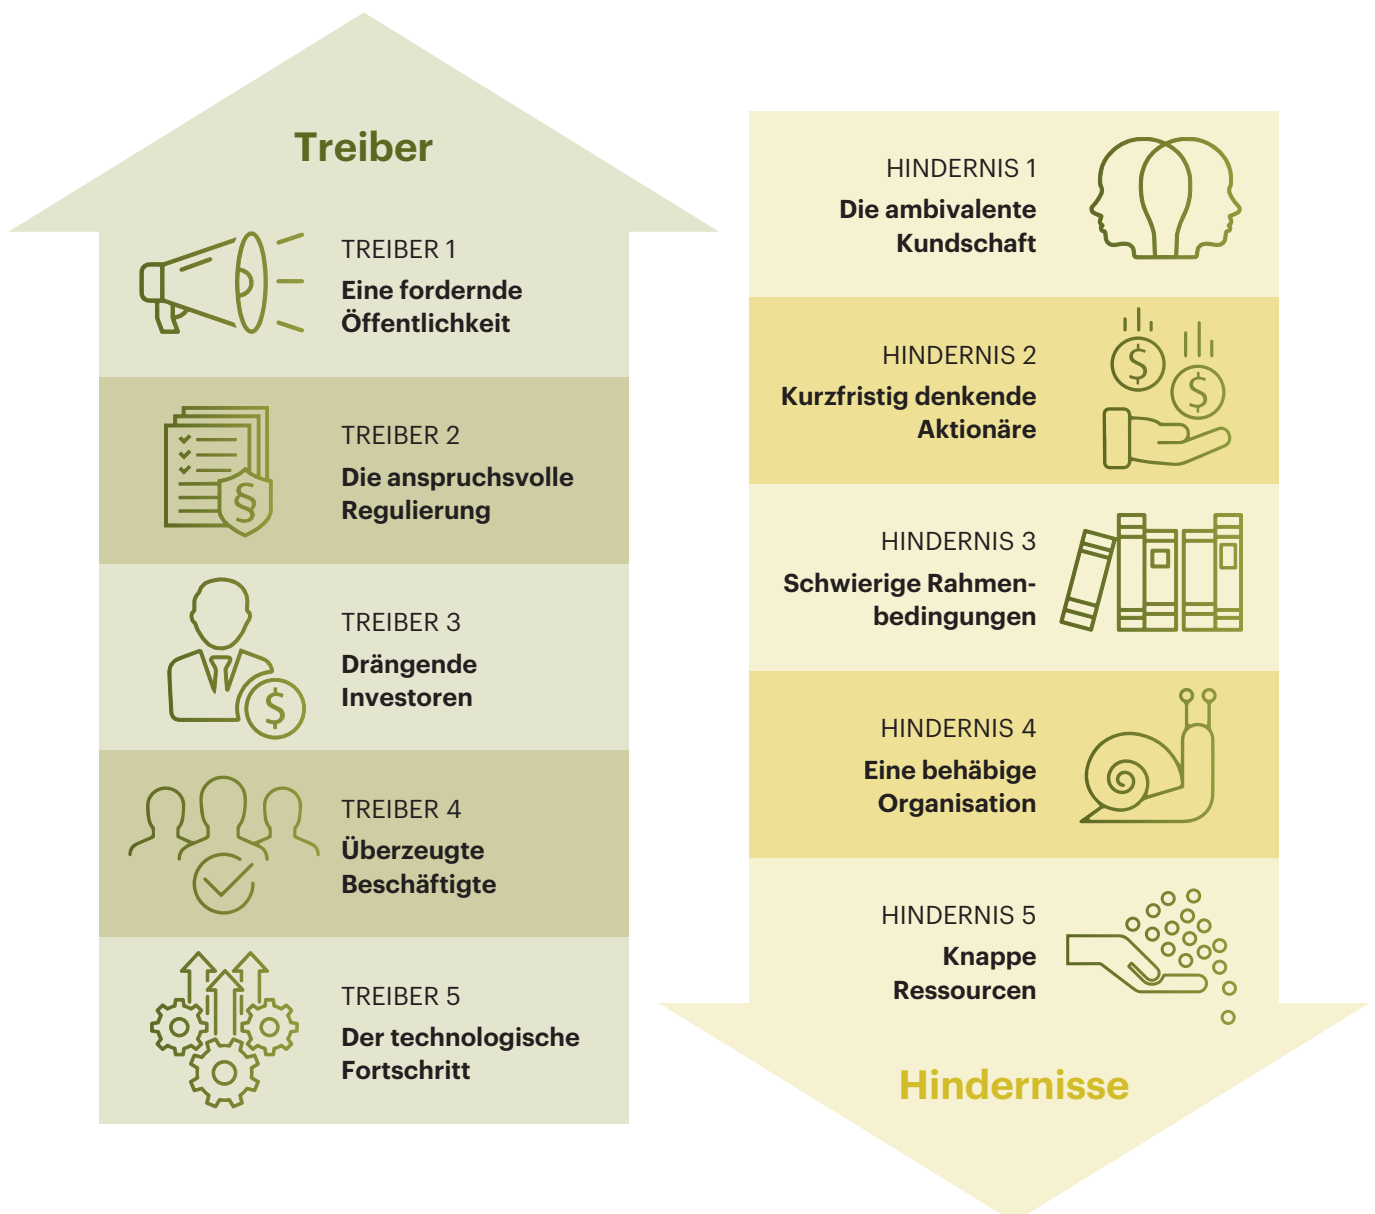 Treiber
TREIBER 1
Eine fordernde
Öffentlichkeit
TREIBER 2
Die anspruchsvolle
Regulierung
§
TREIBER 3
Drängende
Investoren
$
TREIBER 4
Überzeugte
Beschäftigte
TREIBER 5
Der technologische
Fortschritt
HINDERNIS 1
Die ambivalente
Kundschaft
HINDERNIS 2
Kurzfristig denkende
Aktionäre
$
$
HINDERNIS 3
Schwierige Rahmen-
bedingungen
HINDERNIS 4
Eine behäbige
Organisation
HINDERNIS 5
Knappe
Ressourcen
Hindernisse